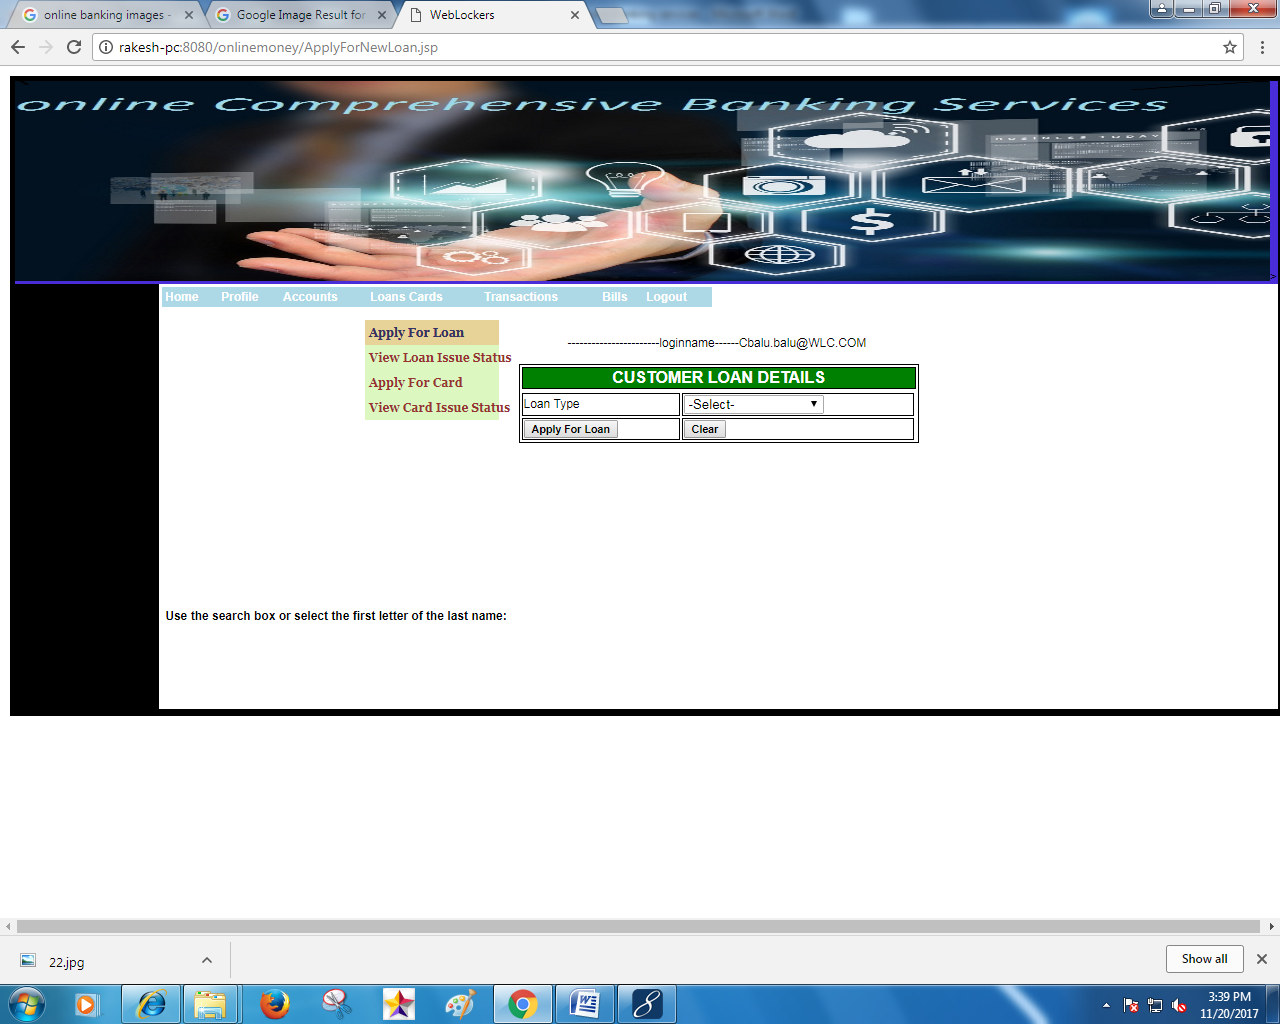 online banking images -
Google Image Result for
WebLockers
rakesh-pc:8080/onlinemoney/ApplyForNewLoan.jsp
online Comprehensive Banking Services
BUSINESS TODAY
Home Profile Accounts Loans Cards Transactions Bills Logout
Apply For Loan
View Loan Issue Status
Apply For Card
View Card Issue Status
-----------------------loginname------Cbalu.balu@WLC.COM
CUSTOMER LOAN DETAILS
Loan Type -Select-
Apply For Loan Clear
Use the search box or select the first letter of the last name:
22.jpg
Show all
3:39 PM
11/20/2017